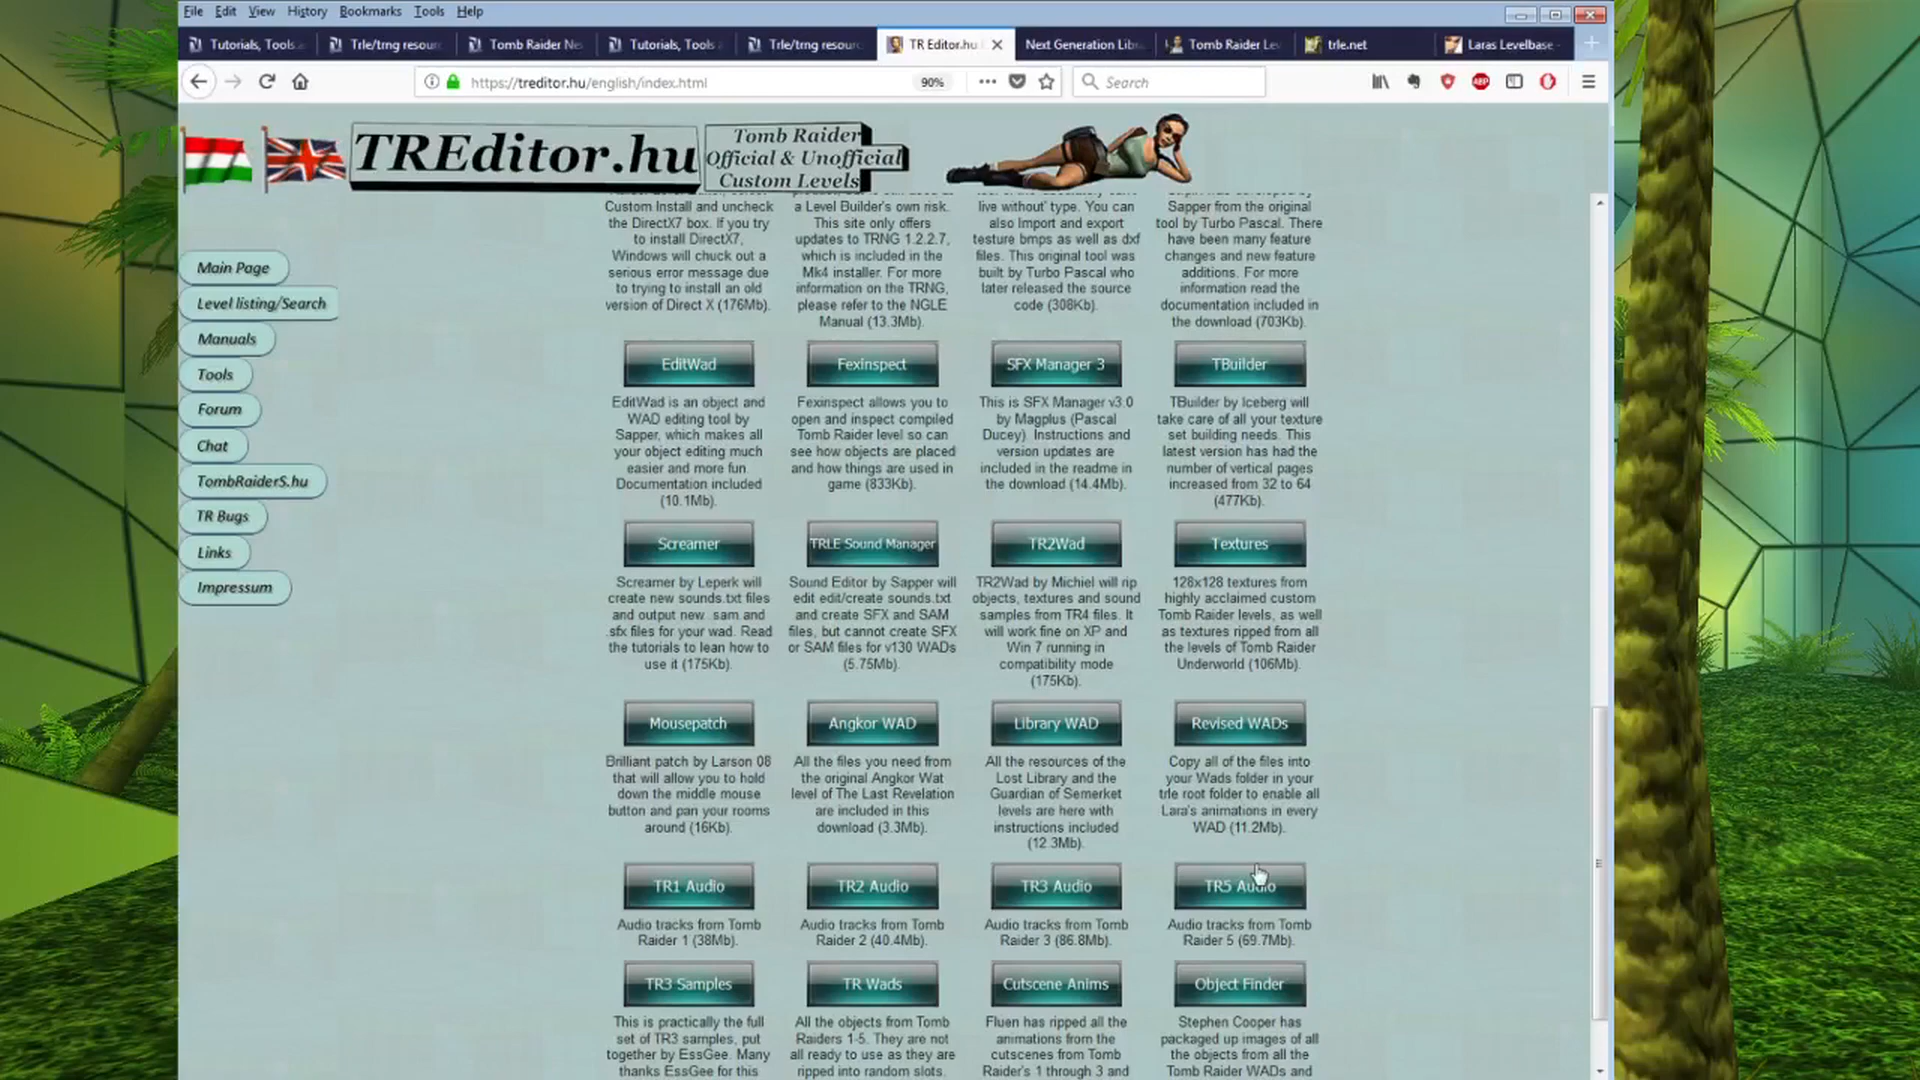 File Edit View History Bookmarks Tools Help
Tutorials, Tools Trle/trng resourc Tomb Raider Ne Tutorials, Tools Trle/trng resourc TR Editor.hu Next Generation Libr Tomb Raider Lev trle.net Laras Levelbase
https://treditor.hu/english/index.html 90% Search
TREditor.hu
Tomb Raider
Official & Unofficial
Custom Levels
Main Page
Level listing/Search
Manuals
Tools
Forum
Chat
TombRaiderS.hu
TR Bugs
Links
Impressum
Custom Install and uncheck
the DirectX7 box. If you try
to install DirectX7,
Windows will chuck out a
serious error message due
to trying to install an old
version of Direct X (176Mb).
a Level Builder's own risk.
This site only offers
updates to TRNG 1.2.2.7,
which is included in the
Mk4 installer. For more
information on the TRNG,
please refer to the NGLE
Manual (13.3Mb).
live without' type. You can
also Import and export
testure bmps as well as dxf
files. This original tool was
built by Turbo Pascal who
later released the source
code (308Kb).
Sapper from the original
tool by Turbo Pascal. There
have been many feature
changes and new feature
additions. For more
information read the
documentation included in
the download (703Kb).
EditWad
EditWad is an object and
WAD editing tool by
Sapper, which makes all
your object editing much
easier and more fun.
Documentation included
(10.1Mb).
Fexinspect
Fexinspect allows you to
open and inspect compiled
Tomb Raider level so can
see how objects are placed
and how things are used in
game (833Kb).
SFX Manager 3
This is SFX Manager v3.0
by Magplus (Pascal
Ducey). Instructions and
version updates are
included in the readme in
the download (14.4Mb).
TBuilder
TBuilder by Iceberg will
take care of all your texture
set building needs. This
latest version has had the
number of vertical pages
increased from 32 to 64
(477Kb).
Screamer
Screamer by Leperk will
create new sounds.txt files
and output new .sam and
.sfx files for your wad. Read
the tutorials to lean how to
use it (175Kb).
TRLE Sound Manager
Sound Editor by Sapper will
edit edit/create sounds.txt
and create SFX and SAM
files, but cannot create SFX
or SAM files for v130 WADs
(5.75Mb).
TR2Wad
TR2Wad by Michiel will rip
objects, textures and sound
samples from TR4 files. It
will work fine on XP and
Win 7 running in
compatibility mode
(175Kb).
Textures
128x128 textures from
highly acclaimed custom
Tomb Raider levels, as well
as textures ripped from all
the levels of Tomb Raider
Underworld (106Mb).
Mousepatch
Brilliant patch by Larson 08
that will allow you to hold
down the middle mouse
button and pan your rooms
around (16Kb).
Angkor WAD
All the files you need from
the original Angkor Wat
level of The Last Revelation
are included in this
download (3.3Mb).
Library WAD
All the resources of the
Lost Library and the
Guardian of Semerket
levels are here with
instructions included
(12.3Mb).
Revised WADs
Copy all of the files into
your Wads folder in your
trle root folder to enable all
Lara's animations in every
WAD (11.2Mb).
TR1 Audio
Audio tracks from Tomb
Raider 1 (38Mb).
TR2 Audio
Audio tracks from Tomb
Raider 2 (40.4Mb).
TR3 Audio
Audio tracks from Tomb
Raider 3 (86.8Mb).
TR5 Audio
Audio tracks from Tomb
Raider 5 (69.7Mb).
TR3 Samples
This is practically the full
set of TR3 samples, put
together by EssGee. Many
thanks EssGee for this
TR Wads
All the objects from Tomb
Raiders 1-5. They are not
all ready to use as they are
ripped into random slots.
Cutscene Anims
Fluen has ripped all the
animations from the
cutscenes from Tomb
Raider's 1 through 3 and
Object Finder
Stephen Cooper has
packaged up images of all
the objects from all the
Tomb Raider WADs and